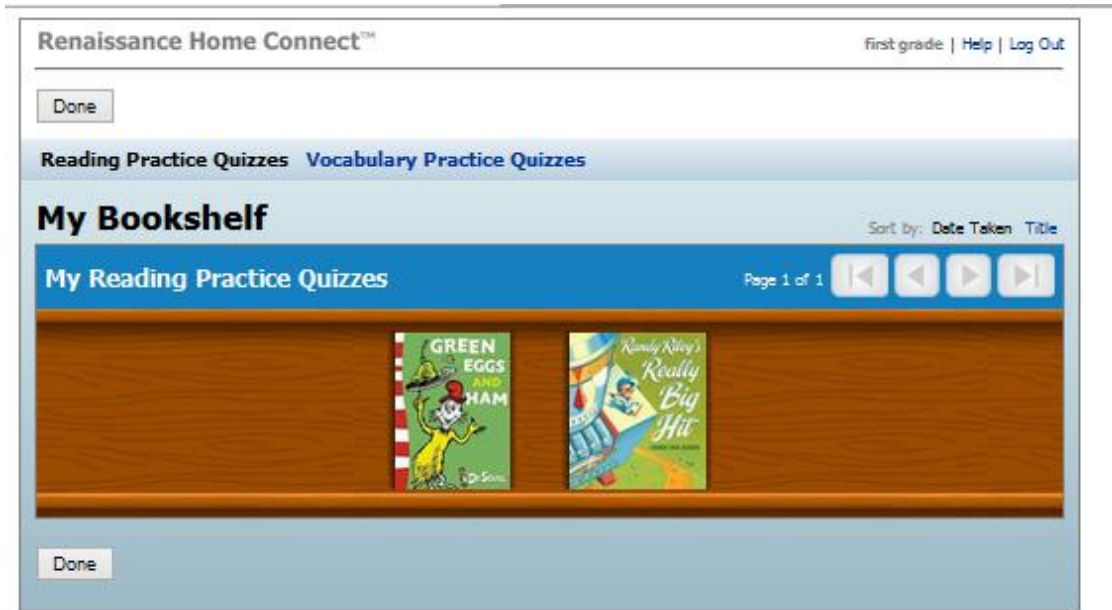 Renaissance Home Connect™
first grade | Help | Log Out
Done
Reading Practice Quizzes Vocabulary Practice Quizzes
My Bookshelf
Sort by: Date Taken Title
My Reading Practice Quizzes
Page 1 of 1
GREEN
EGGS
AND
HAM
Dr. Seuss
Randy Riley's
Really
Big
Hit
Done